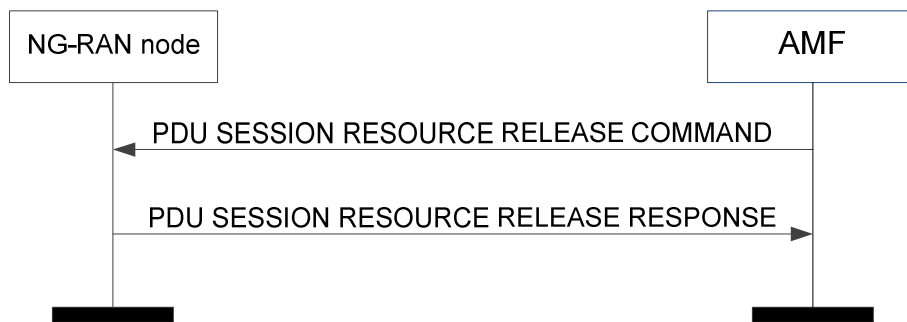 NG-RAN node
AMF
PDU SESSION RESOURCE RELEASE COMMAND
PDU SESSION RESOURCE RELEASE RESPONSE